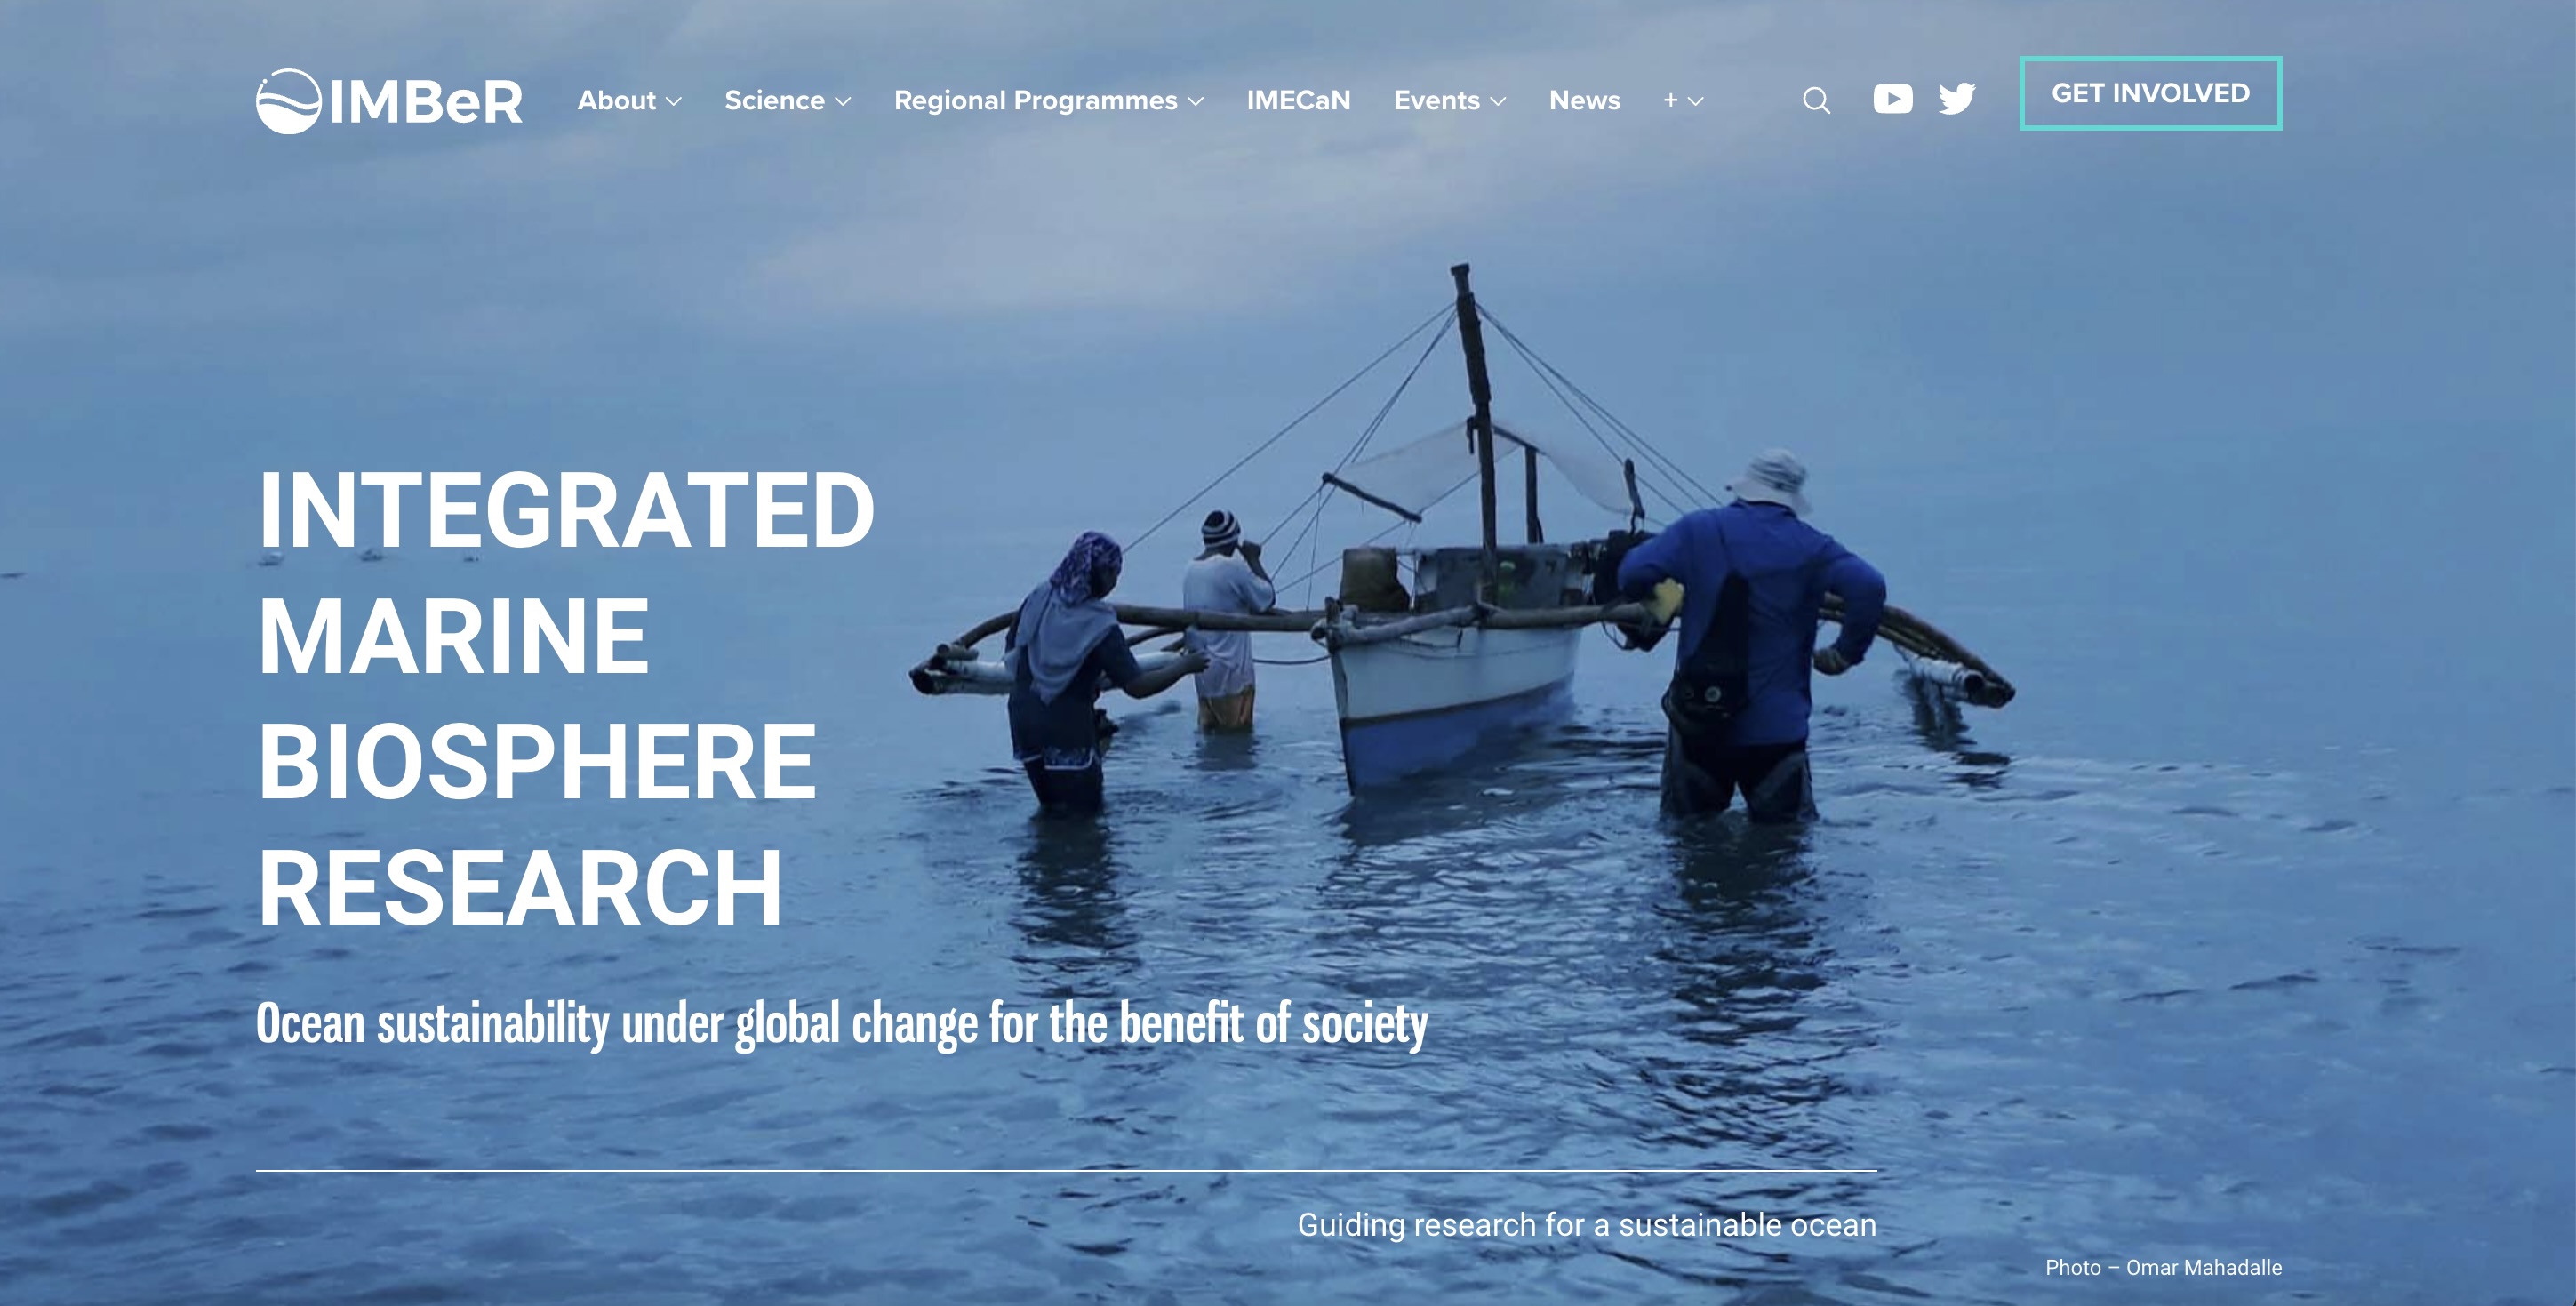 IMBeR About Science Regional Programmes IMECaN Events News + GET INVOLVED
INTEGRATED
MARINE
BIOSPHERE
RESEARCH
Ocean sustainability under global change for the benefit of society
Guiding research for a sustainable ocean
Photo – Omar Mahadalle